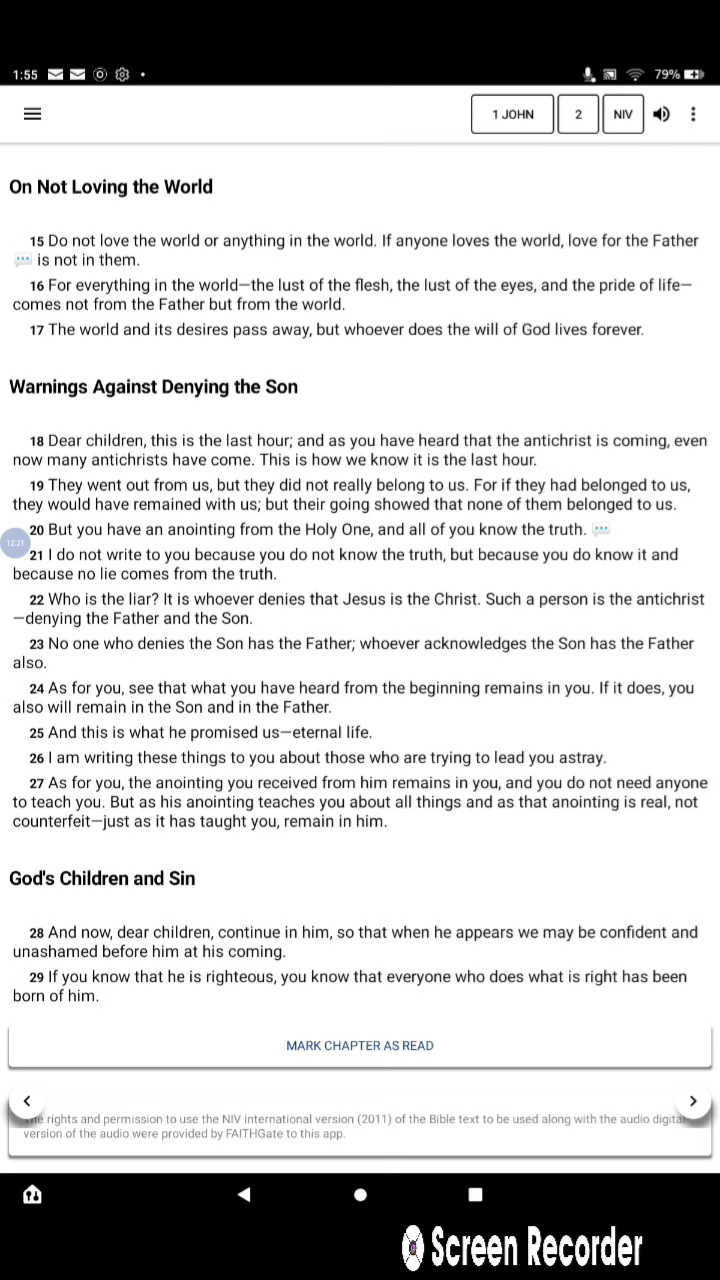 1:55
79%
1 JOHN
2
NIV
On Not Loving the World
15 Do not love the world or anything in the world. If anyone loves the world, love for the Father
is not in them.
16 For everything in the world—the lust of the flesh, the lust of the eyes, and the pride of life—
comes not from the Father but from the world.
17 The world and its desires pass away, but whoever does the will of God lives forever.
Warnings Against Denying the Son
18 Dear children, this is the last hour; and as you have heard that the antichrist is coming, even
now many antichrists have come. This is how we know it is the last hour.
19 They went out from us, but they did not really belong to us. For if they had belonged to us,
they would have remained with us; but their going showed that none of them belonged to us.
20 But you have an anointing from the Holy One, and all of you know the truth.
12:21
21 I do not write to you because you do not know the truth, but because you do know it and
because no lie comes from the truth.
22 Who is the liar? It is whoever denies that Jesus is the Christ. Such a person is the antichrist
—denying the Father and the Son.
23 No one who denies the Son has the Father; whoever acknowledges the Son has the Father
also.
24 As for you, see that what you have heard from the beginning remains in you. If it does, you
also will remain in the Son and in the Father.
25 And this is what he promised us—eternal life.
26 I am writing these things to you about those who are trying to lead you astray.
27 As for you, the anointing you received from him remains in you, and you do not need anyone
to teach you. But as his anointing teaches you about all things and as that anointing is real, not
counterfeit—just as it has taught you, remain in him.
God's Children and Sin
28 And now, dear children, continue in him, so that when he appears we may be confident and
unashamed before him at his coming.
29 If you know that he is righteous, you know that everyone who does what is right has been
born of him.
MARK CHAPTER AS READ
The rights and permission to use the NIV international version (2011) of the Bible text to be used along with the audio digital
version of the audio were provided by FAITHGate to this app.
Screen Recorder